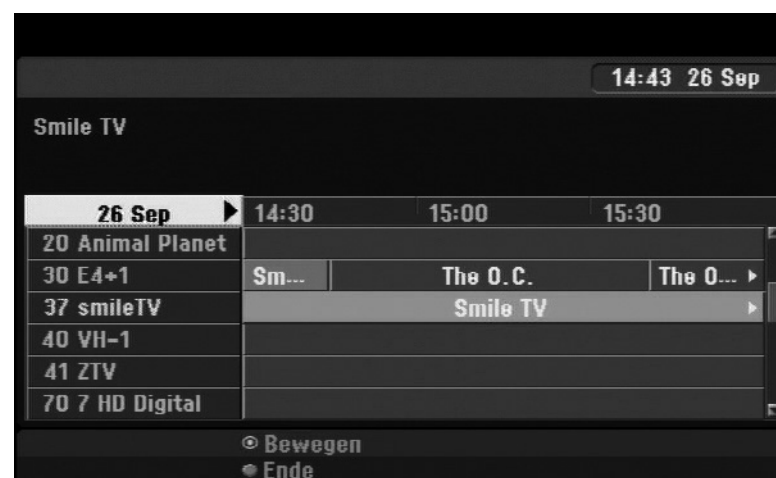 14:43 26 Sep
Smile TV
26 Sep 14:30 15:00 15:30
20 Animal Planet
30 E4+1 Sm... The O.C. The O...
37 smileTV Smile TV
40 VH-1
41 ZTV
70 7 HD Digital
Bewegen
Ende